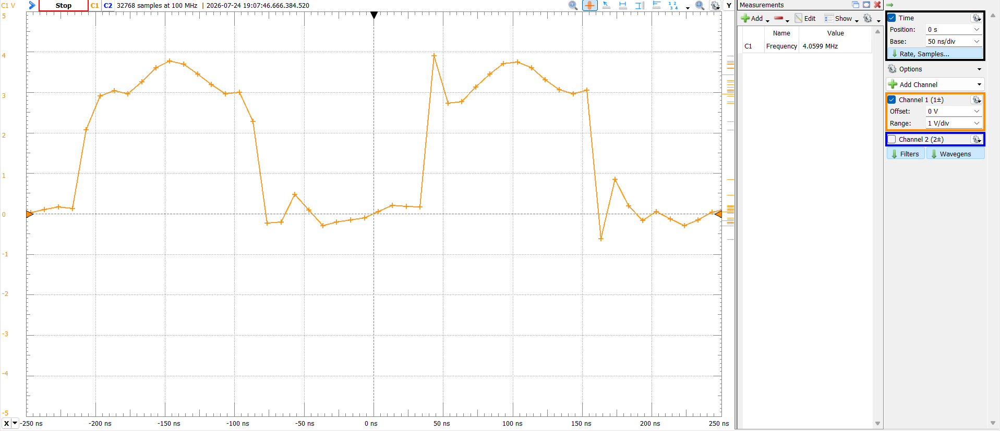 C1 V Stop C1 C2 32768 samples at 100 MHz | 2026-07-24 19:07:46.666.384.520 Y
5
4
3
2
1
0
-1
-2
-3
-4
-5
X -250 ns -200 ns -150 ns -100 ns -50 ns 0 ns 50 ns 100 ns 150 ns 200 ns 250 ns
Measurements
Add Edit Show
Name Value
C1 Frequency 4.0599 MHz
Time
Position: 0 s
Base: 50 ns/div
Rate, Samples...
Options
Add Channel
Channel 1 (1±)
Offset: 0 V
Range: 1 V/div
Channel 2 (2±)
Filters Wavegens